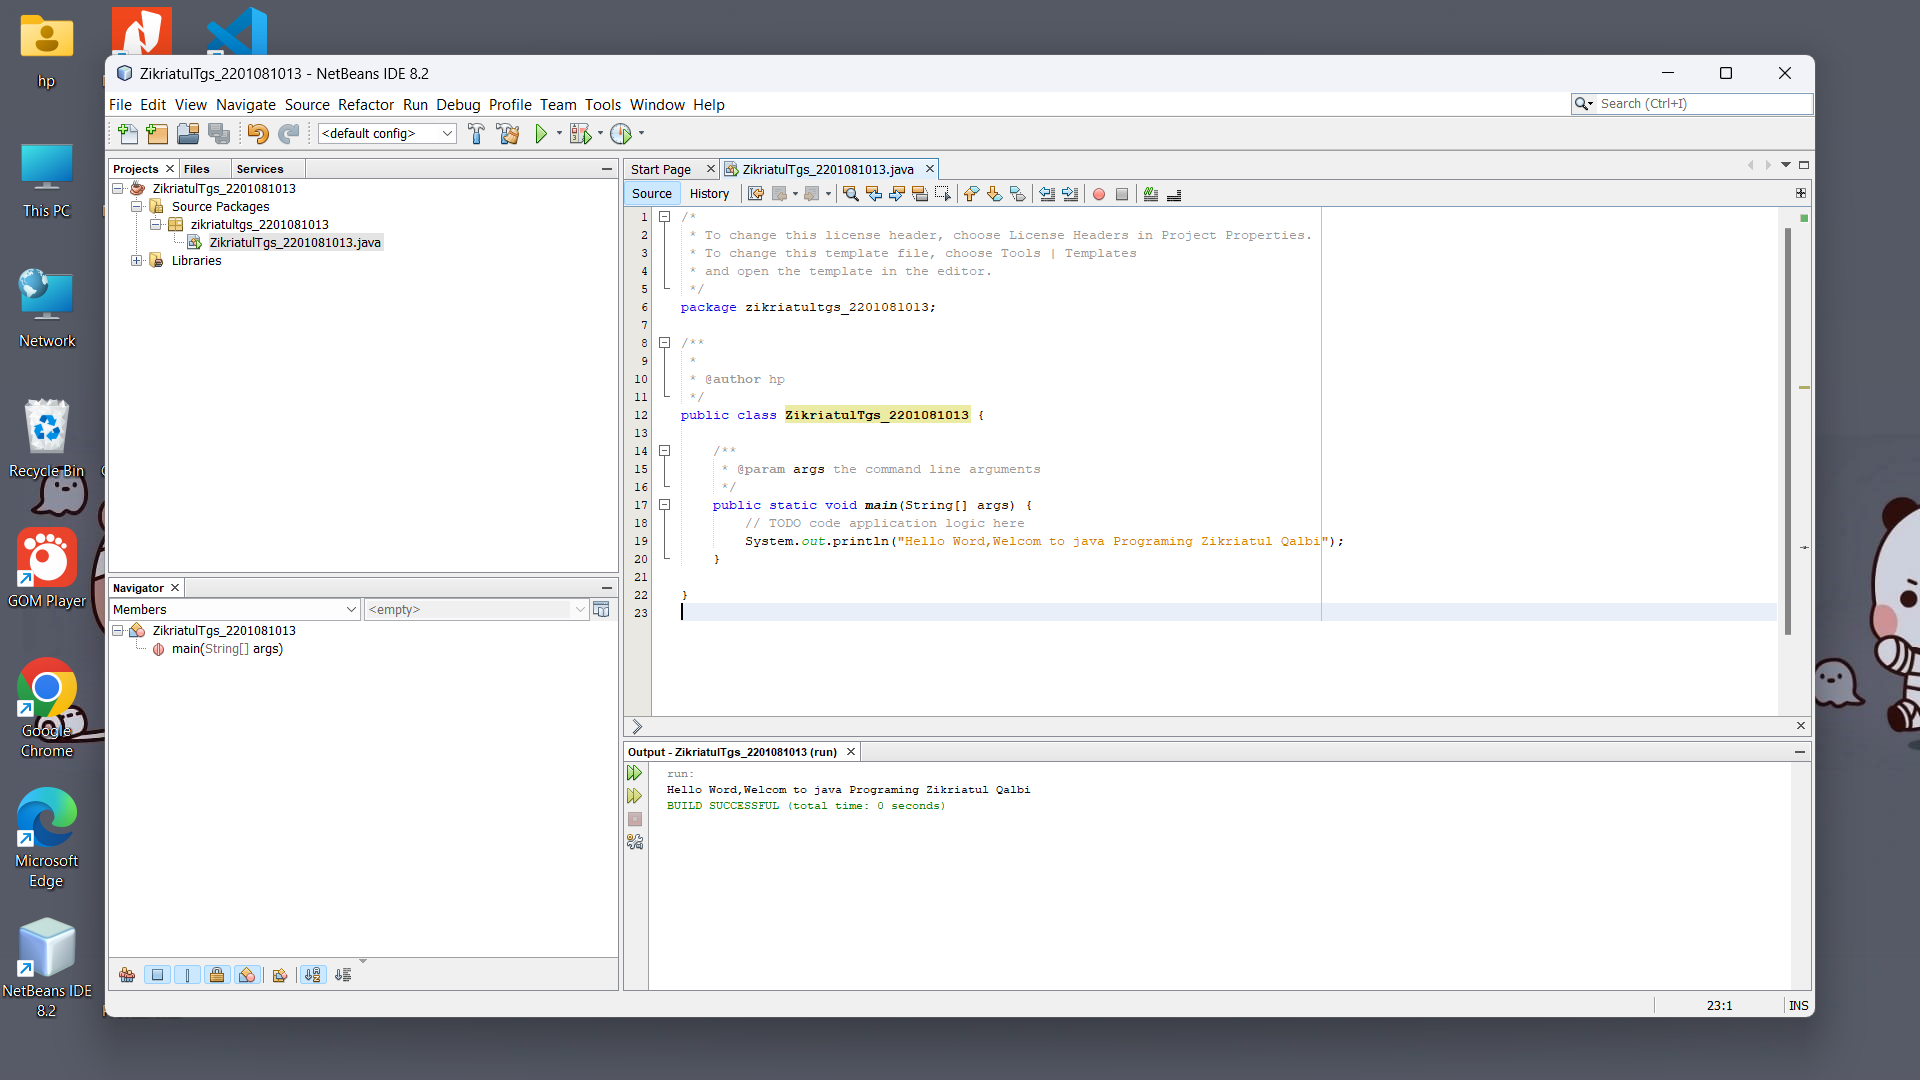 hp
This PC
Network
Recycle Bin
GOM Player
Google
Chrome
Microsoft
Edge
NetBeans IDE
8.2
ZikriatulTgs_2201081013 - NetBeans IDE 8.2
File Edit View Navigate Source Refactor Run Debug Profile Team Tools Window Help
Search (Ctrl+I)
<default config>
Projects Files Services
ZikriatulTgs_2201081013
Source Packages
zikriatultgs_2201081013
ZikriatulTgs_2201081013.java
Libraries
Navigator
Members <empty>
ZikriatulTgs_2201081013
main(String[] args)
Start Page ZikriatulTgs_2201081013.java
Source History
1 /*
2 * To change this license header, choose License Headers in Project Properties.
3 * To change this template file, choose Tools | Templates
4 * and open the template in the editor.
5 */
6 package zikriatultgs_2201081013;
7
8 /**
9 *
10 * @author hp
11 */
12 public class ZikriatulTgs_2201081013 {
13
14 /**
15 * @param args the command line arguments
16 */
17 public static void main(String[] args) {
18 // TODO code application logic here
19 System.out.println("Hello Word,Welcom to java Programing Zikriatul Qalbi");
20 }
21
22 }
23
Output - ZikriatulTgs_2201081013 (run)
run:
Hello Word,Welcom to java Programing Zikriatul Qalbi
BUILD SUCCESSFUL (total time: 0 seconds)
23:1 INS